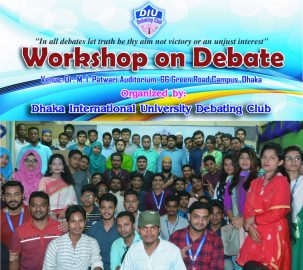 DIU
DEBATING CLUB
"In all debates let truth be thy aim not victory or an unjust interest"
Workshop on Debate
Venue: Dr. M. I. Patwari Auditorium, 66 Green Road Campus, Dhaka
Organized by:
Dhaka International University Debating Club